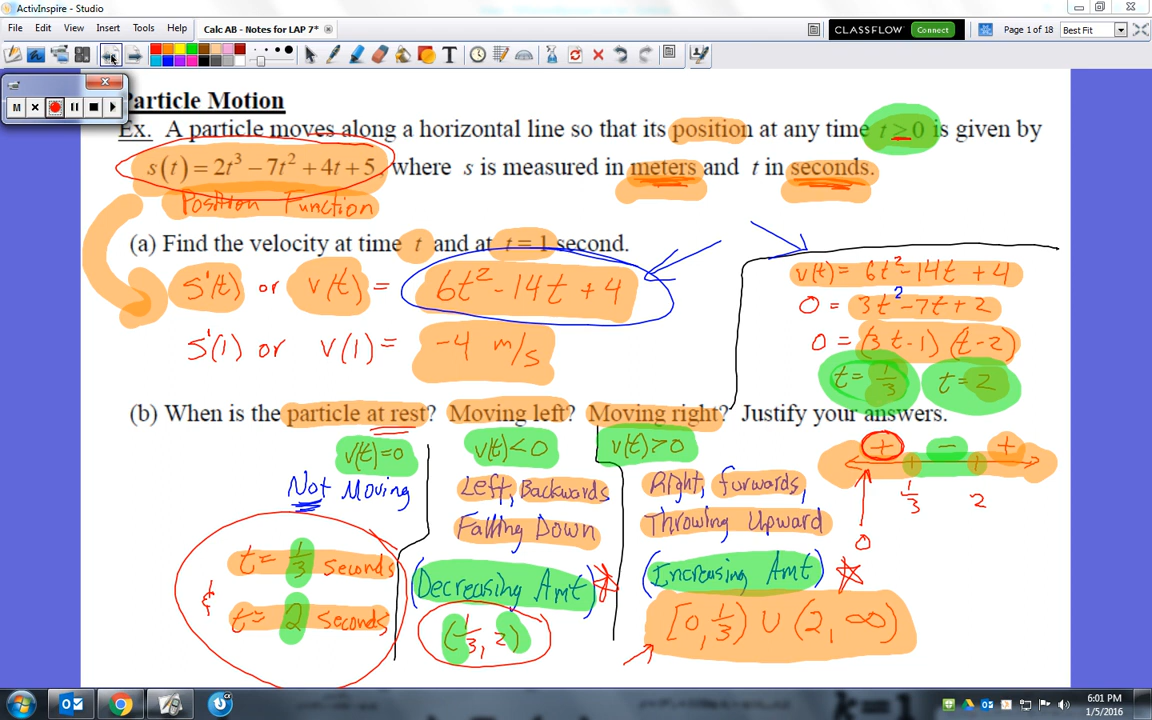 ActivInspire - Studio
File Edit View Insert Tools Help
Calc AB - Notes for LAP 7*
CLASSFLOW Connect
Page 1 of 18
Best Fit
M
Particle Motion
Ex. A particle moves along a horizontal line so that its position at any time t ≥ 0 is given by
s(t) = 2t³ − 7t² + 4t + 5, where s is measured in meters and t in seconds.
Position Function
(a) Find the velocity at time t and at t = 1 second.
s'(t) or v(t) = 6t² - 14t + 4
s'(1) or v(1) = -4 m/s
v(t) = 6t² - 14t + 4
0 = 3t² - 7t + 2
0 = (3t - 1)(t - 2)
t = 1/3 t = 2
(b) When is the particle at rest? Moving left? Moving right? Justify your answers.
v(t) = 0
Not Moving
t = 1/3 seconds
& t = 2 seconds
v(t) < 0
Left, Backwards
Falling Down
(Decreasing Amt)
(1/3, 2)
v(t) > 0
Right, forwards,
Throwing Upward
(Increasing Amt)
[0, 1/3) ∪ (2, ∞)
+ − +
1/3 2
0
6:01 PM
1/5/2016